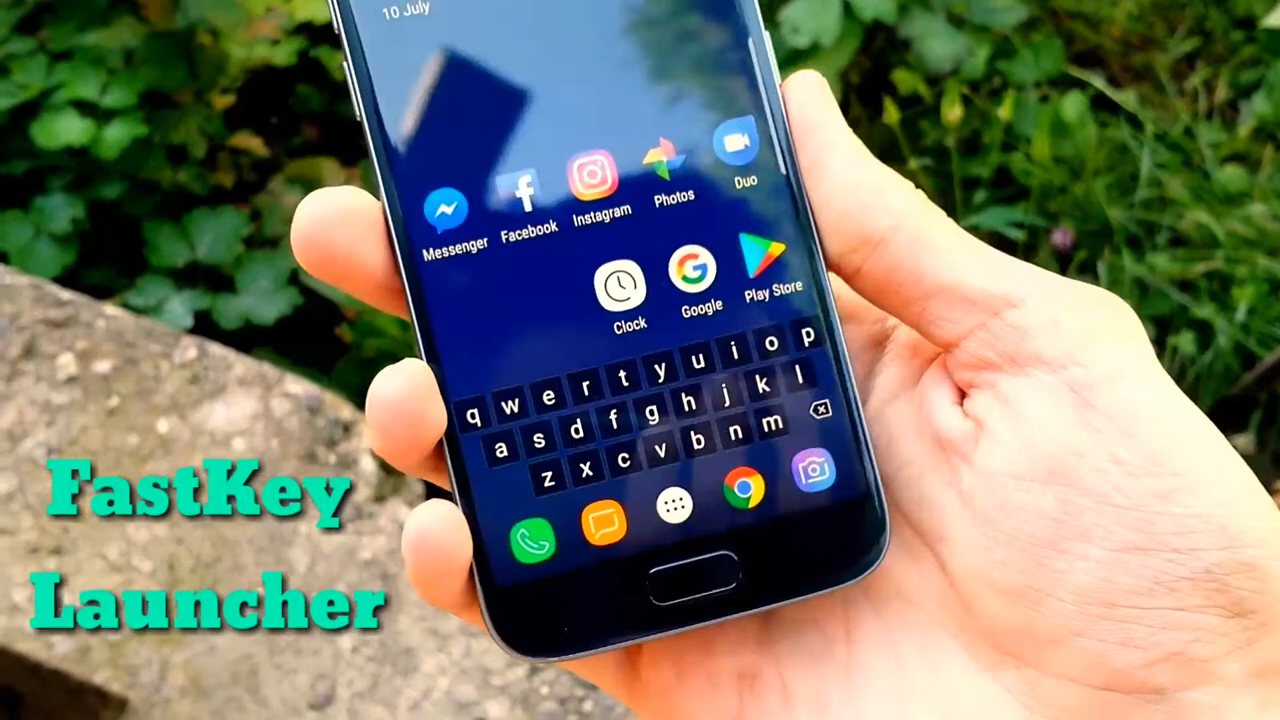 10 July
Messenger Facebook Instagram Photos Duo
Clock Google Play Store
q w e r t y u i o p
a s d f g h j k l
z x c v b n m
FastKey
Launcher